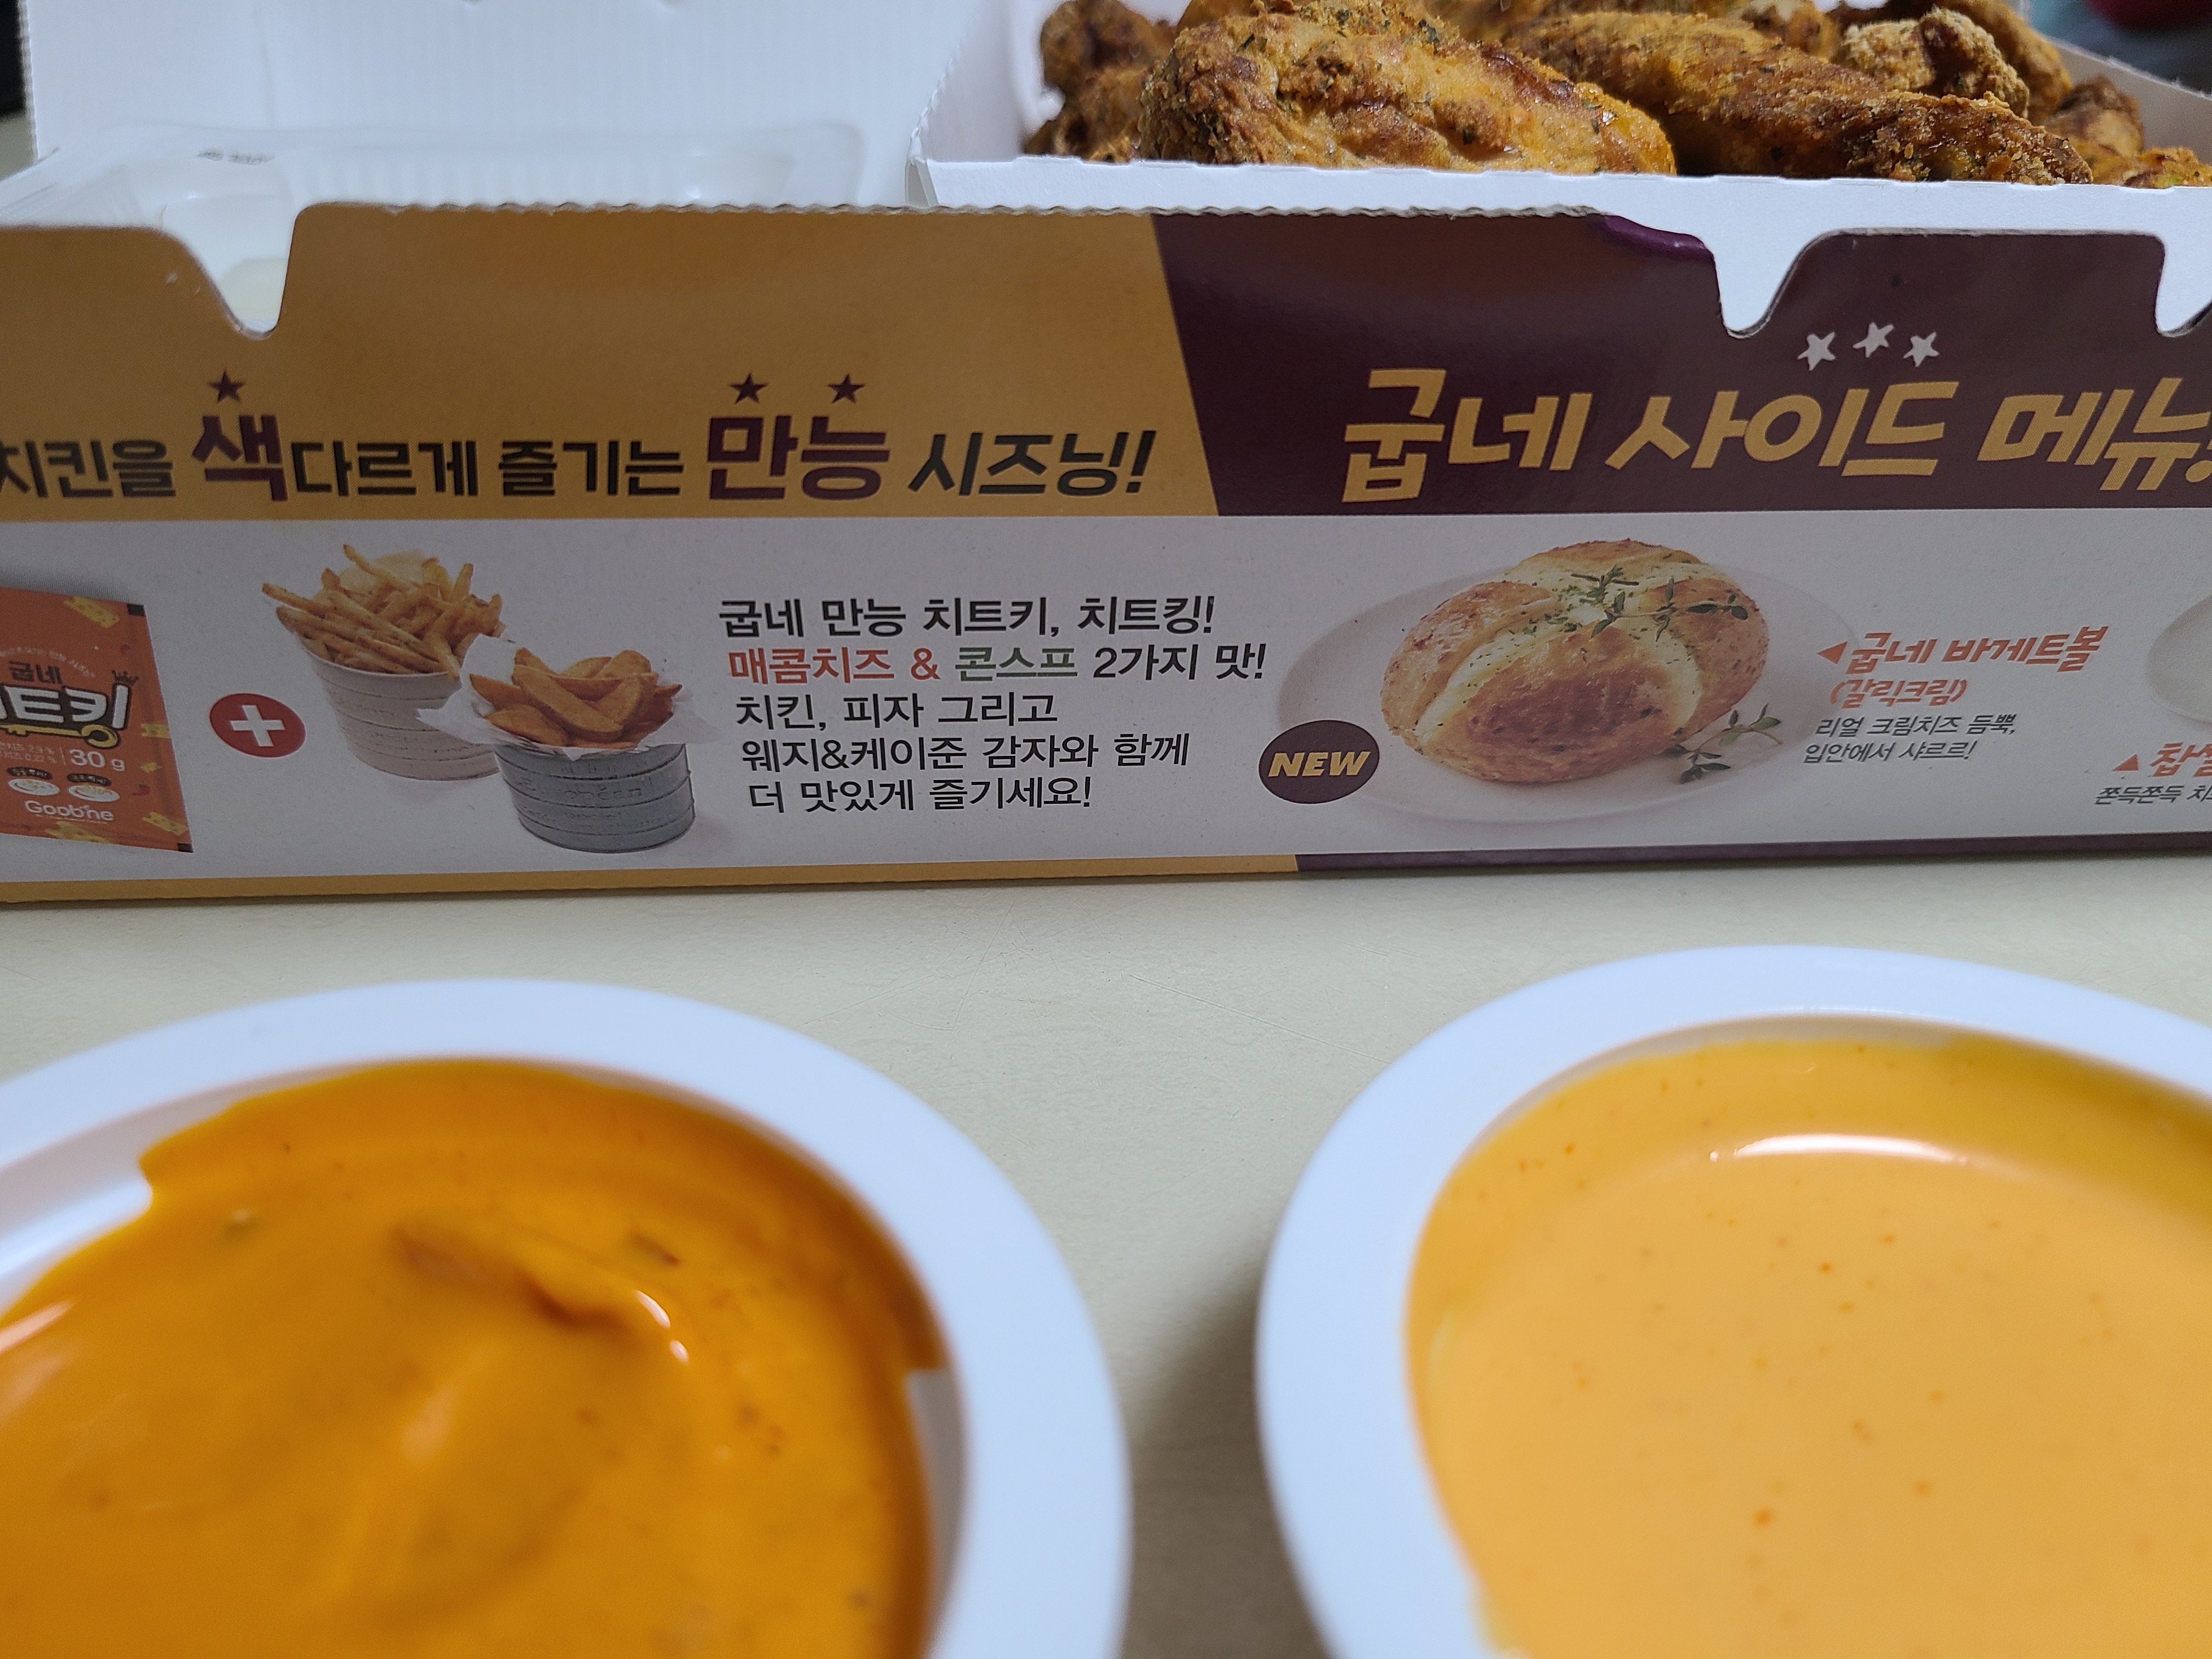 치킨을 색다르게 즐기는 만능 시즈닝!
굽네
30g
Goobne
굽네 만능 치트키, 치트킹!
매콤치즈 & 콘스프 2가지 맛!
치킨, 피자 그리고
웨지&케이준 감자와 함께
더 맛있게 즐기세요!
굽네 사이드 메뉴!
NEW
◀굽네 바게트볼
(갈릭크림)
리얼 크림치즈 듬뿍,
입안에서 샤르르!
쫀득쫀득